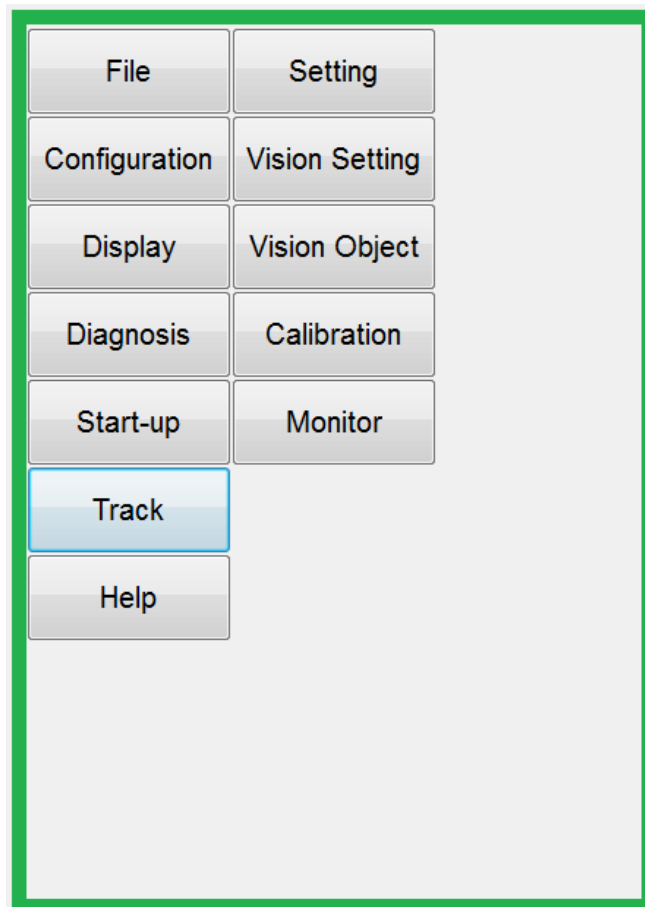 File
Setting
Configuration
Vision Setting
Display
Vision Object
Diagnosis
Calibration
Start-up
Monitor
Track
Help